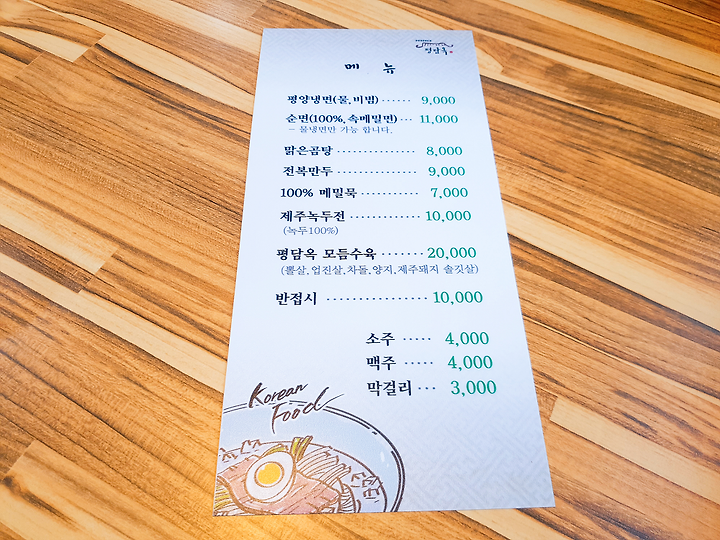 평담옥
메 뉴
평양냉면(물,비빔) ...... 9,000
순면(100%,속메밀면) ... 11,000
- 물냉면만 가능 합니다.
맑은곰탕 .............. 8,000
전복만두 .............. 9,000
100% 메밀묵 ........... 7,000
제주녹두전 ............ 10,000
(녹두100%)
평담옥 모듬수육 ....... 20,000
(뽈살,업진살,차돌,양지,제주돼지 솔깃살)
반접시 ................ 10,000
소주 ..... 4,000
맥주 ..... 4,000
막걸리 ... 3,000
Korean
Food